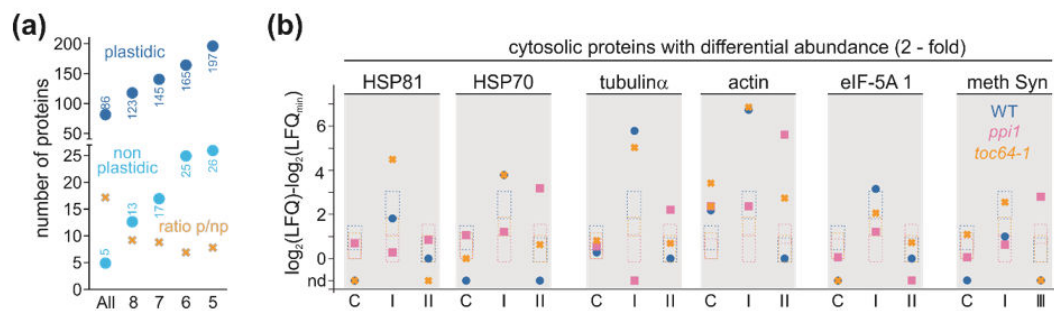 (a)
number of proteins
200
150
100
50
25
20
15
10
5
0
plastidic
86
123
145
165
197
non
plastidic
5
13
17
25
26
ratio p/np
All 8 7 6 5
(b)
cytosolic proteins with differential abundance (2 - fold)
HSP81 HSP70 tubulinα actin eIF-5A 1 meth Syn
log2(LFQ)-log2(LFQmin)
6
4
2
0
nd
WT
ppi1
toc64-1
C I II C I II C I II C I II C I II C I III